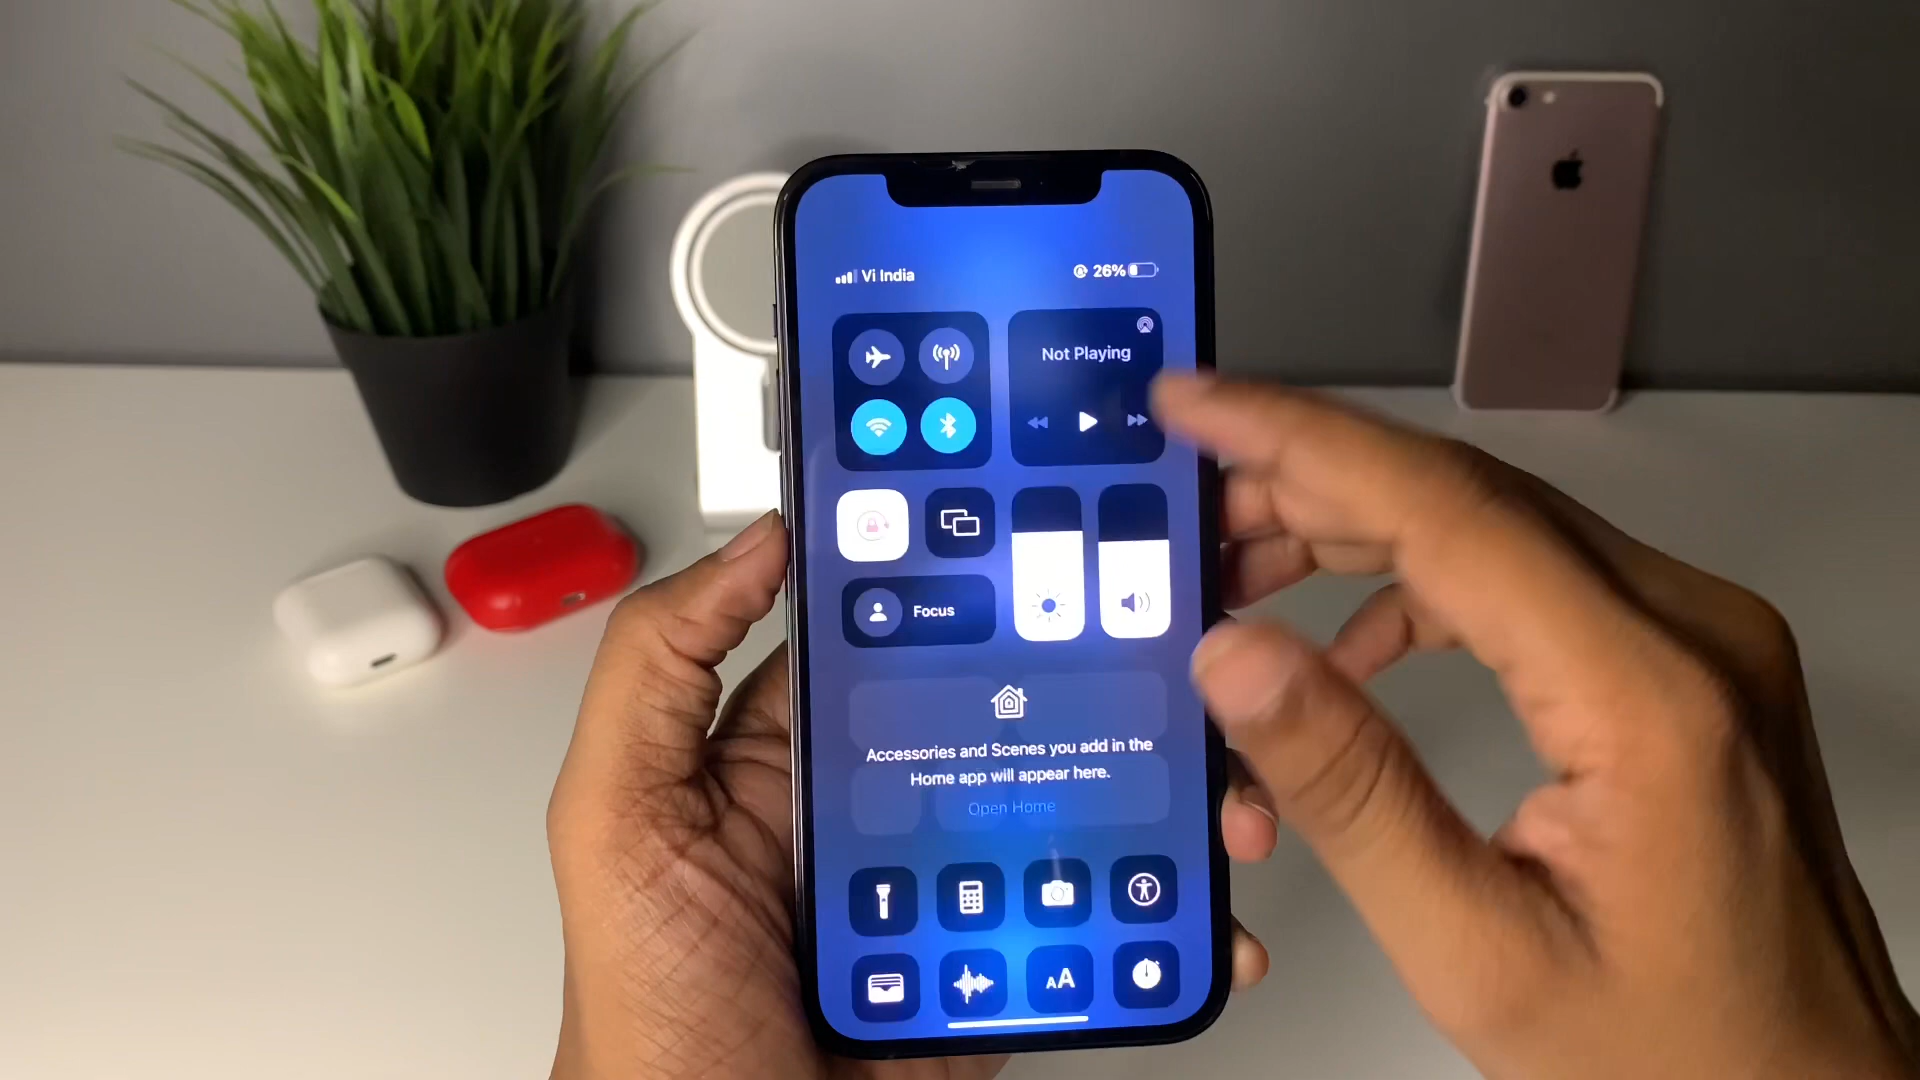 Vi India
26%
Not Playing
Focus
Accessories and Scenes you add in the
Home app will appear here.
Open Home
AA